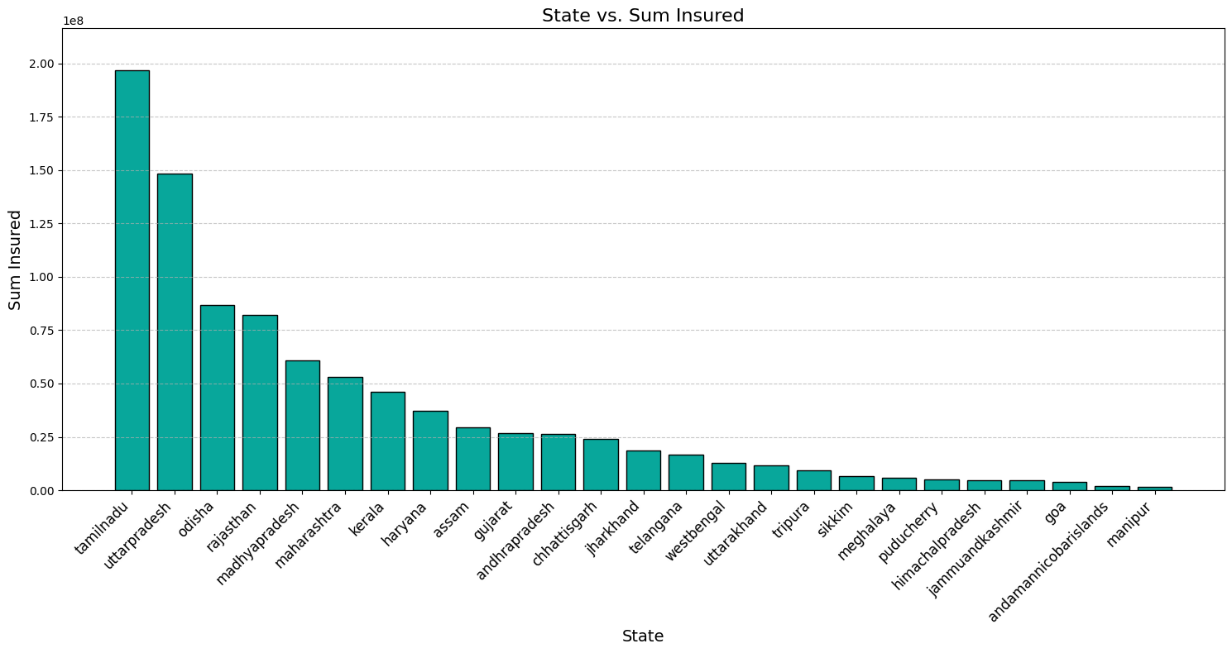 State vs. Sum Insured
1e8
2.00
1.75
1.50
1.25
1.00
0.75
0.50
0.25
0.00
Sum Insured
tamilnadu
uttarpradesh
odisha
rajasthan
madhyapradesh
maharashtra
kerala
haryana
assam
gujarat
andhrapradesh
chhattisgarh
jharkhand
telangana
westbengal
uttarakhand
tripura
sikkim
meghalaya
puducherry
himachalpradesh
jammuandkashmir
goa
andamannicobarislands
manipur
State